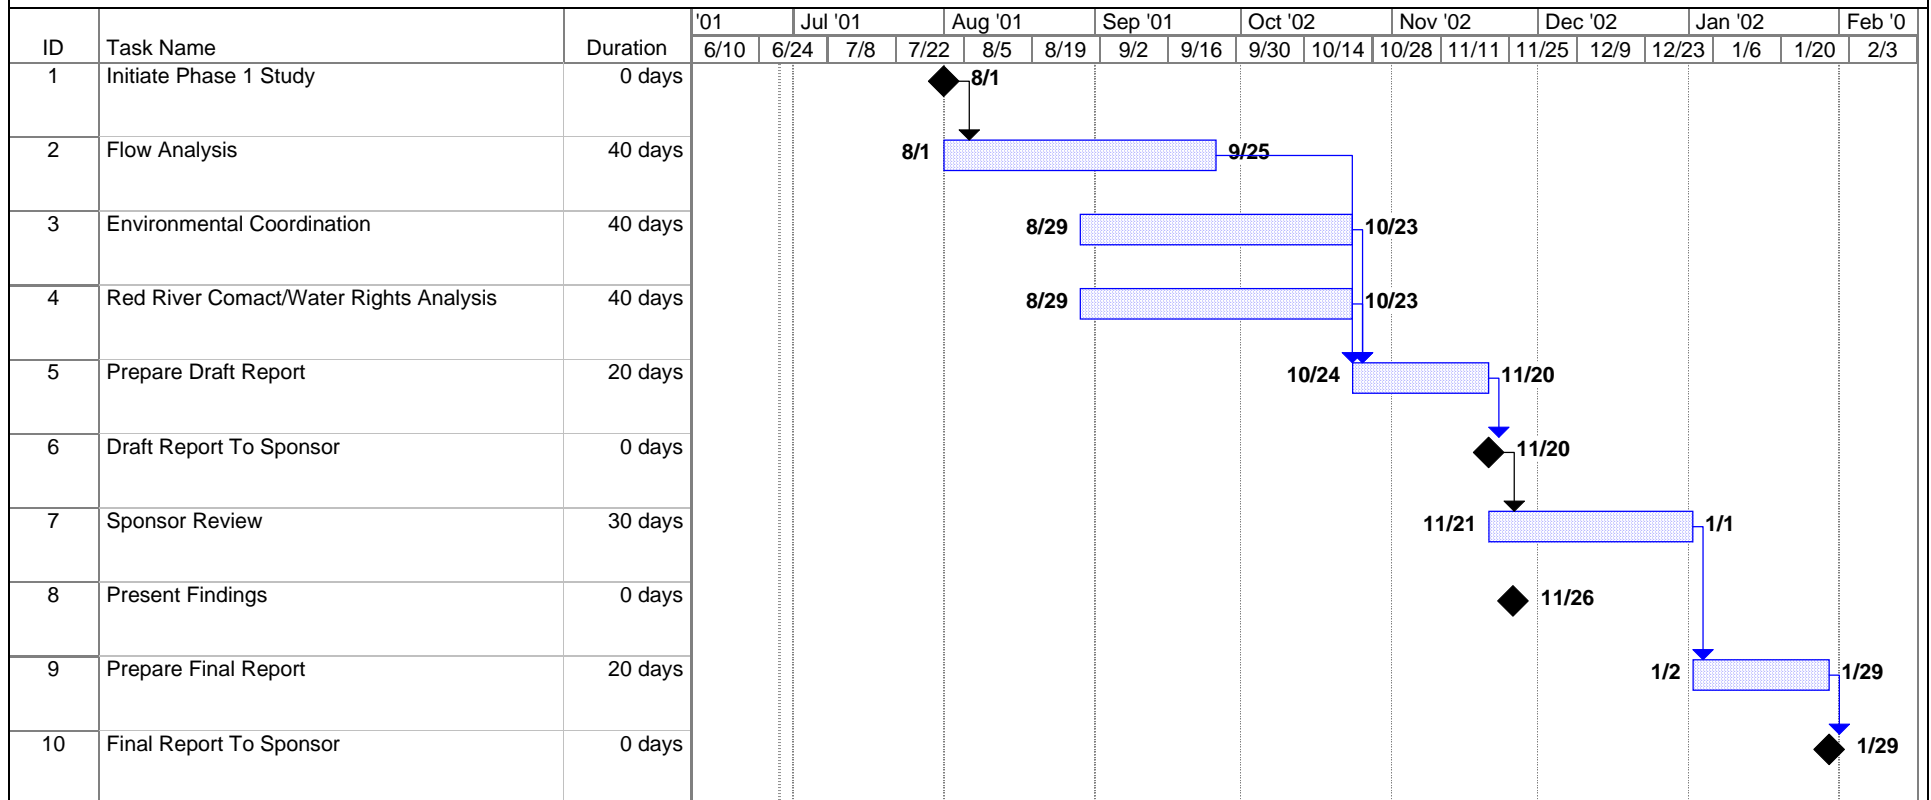 '01 Jul '01 Aug '01 Sep '01 Oct '02 Nov '02 Dec '02 Jan '02 Feb '0
ID Task Name Duration 6/10 6/24 7/8 7/22 8/5 8/19 9/2 9/16 9/30 10/14 10/28 11/11 11/25 12/9 12/23 1/6 1/20 2/3
1 Initiate Phase 1 Study 0 days 8/1
2 Flow Analysis 40 days 8/1 9/25
3 Environmental Coordination 40 days 8/29 10/23
4 Red River Comact/Water Rights Analysis 40 days 8/29 10/23
5 Prepare Draft Report 20 days 10/24 11/20
6 Draft Report To Sponsor 0 days 11/20
7 Sponsor Review 30 days 11/21 1/1
8 Present Findings 0 days 11/26
9 Prepare Final Report 20 days 1/2 1/29
10 Final Report To Sponsor 0 days 1/29